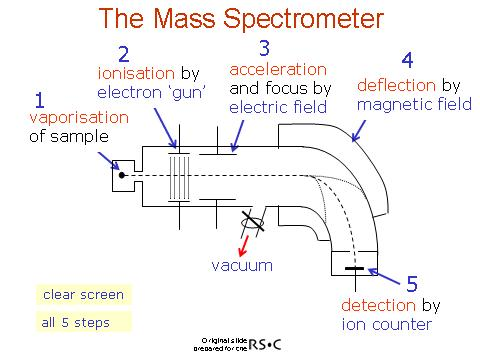 The Mass Spectrometer
1
vaporisation
of sample
2
ionisation by
electron ‘gun’
3
acceleration
and focus by
electric field
4
deflection by
magnetic field
vacuum
5
detection by
ion counter
clear screen
all 5 steps
Original slide
prepared for the
RS•C